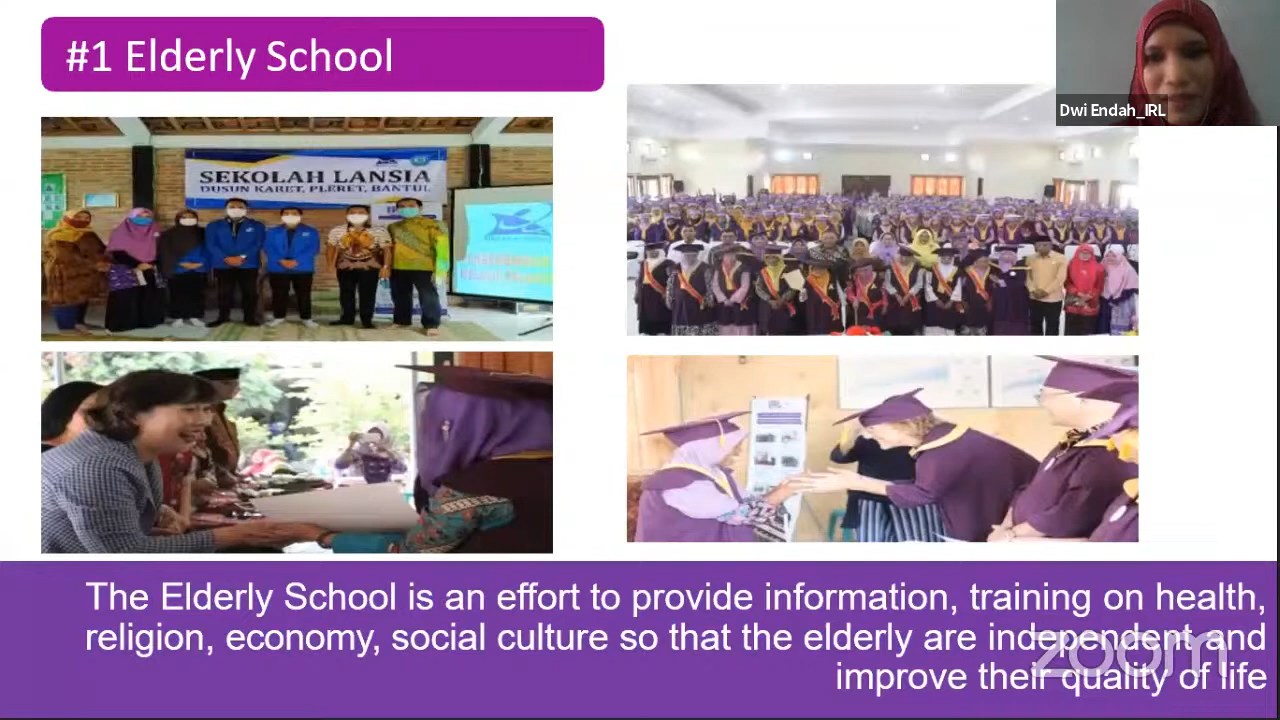 #1 Elderly School
Dwi Endah_IRL
SEKOLAH LANSIA
DUSUN KARET, PLERET, BANTUL
The Elderly School is an effort to provide information, training on health,
religion, economy, social culture so that the elderly are independent and
improve their quality of life
zoom